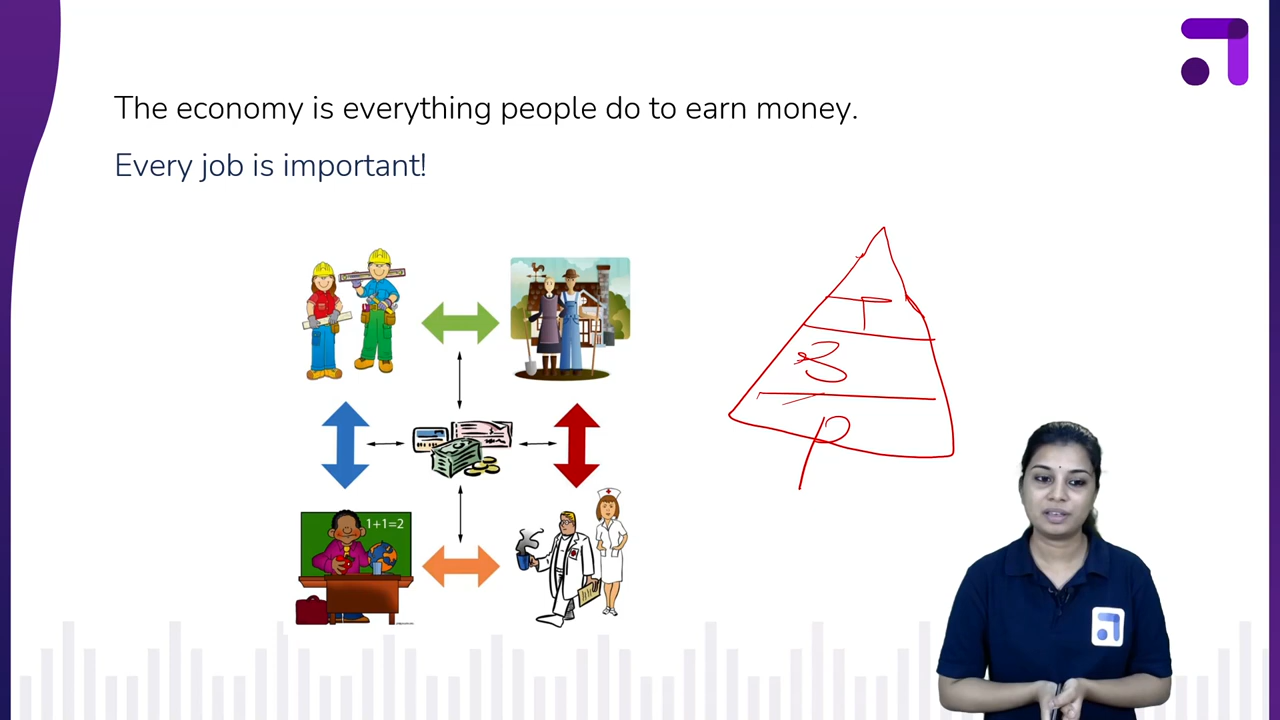 The economy is everything people do to earn money.
Every job is important!
1+1=2
T
P